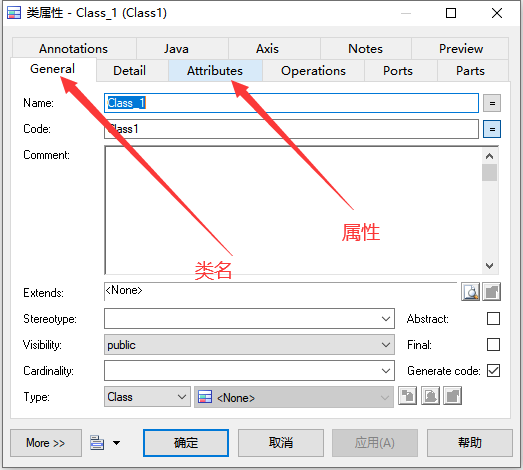 类属性 - Class_1 (Class1)
Annotations Java Axis Notes Preview
General Detail Attributes Operations Ports Parts
Name: Class_1 =
Code: Class1 =
Comment:
属性
类名
Extends: <None>
Stereotype: Abstract:
Visibility: public Final:
Cardinality: Generate code:
Type: Class <None>
More >> 确定 取消 应用(A) 帮助